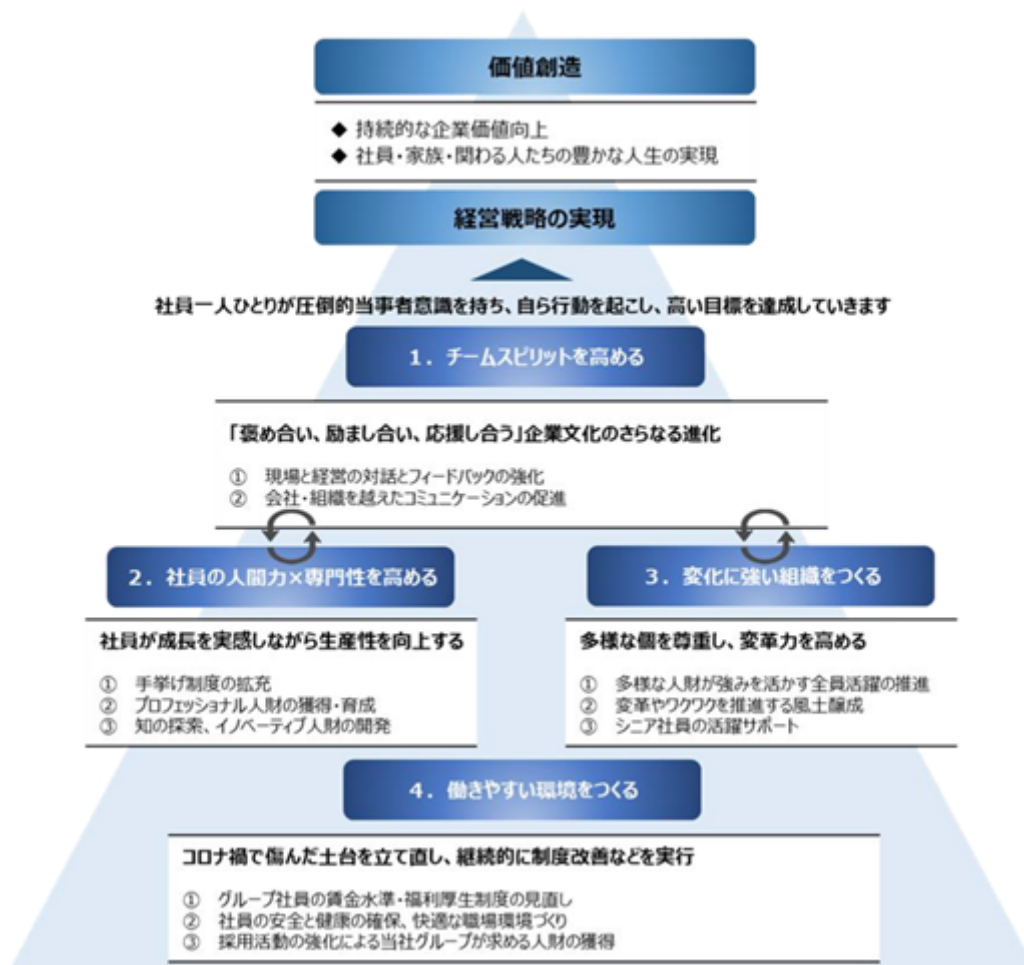 価値創造
◆ 持続的な企業価値向上
◆ 社員・家族・関わる人たちの豊かな人生の実現
経営戦略の実現
社員一人ひとりが圧倒的当事者意識を持ち、自ら行動を起こし、高い目標を達成していきます
1．チームスピリットを高める
「褒め合い、励まし合い、応援し合う」企業文化のさらなる進化
① 現場と経営の対話とフィードバックの強化
② 会社・組織を越えたコミュニケーションの促進
2．社員の人間力×専門性を高める
社員が成長を実感しながら生産性を向上する
① 手挙げ制度の拡充
② プロフェッショナル人財の獲得・育成
③ 知の探索、イノベーティブ人財の開発
3．変化に強い組織をつくる
多様な個を尊重し、変革力を高める
① 多様な人財が強みを活かす全員活躍の推進
② 変革やワクワクを推進する風土醸成
③ シニア社員の活躍サポート
4．働きやすい環境をつくる
コロナ禍で傷んだ土台を立て直し、継続的に制度改善などを実行
① グループ社員の賃金水準・福利厚生制度の見直し
② 社員の安全と健康の確保、快適な職場環境づくり
③ 採用活動の強化による当社グループが求める人財の獲得